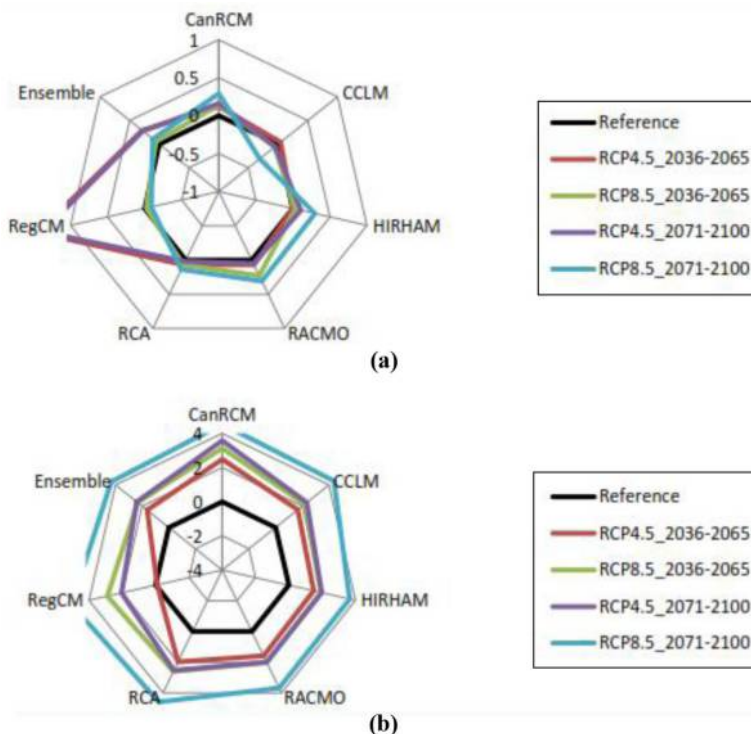 CanRCM
1
0.5
0
-0.5
-1
Ensemble
CCLM
RegCM
HIRHAM
RCA
RACMO
Reference
RCP4.5_2036-2065
RCP8.5_2036-2065
RCP4.5_2071-2100
RCP8.5_2071-2100
(a)
CanRCM
4
2
0
-2
-4
Ensemble
CCLM
RegCM
HIRHAM
RCA
RACMO
Reference
RCP4.5_2036-2065
RCP8.5_2036-2065
RCP4.5_2071-2100
RCP8.5_2071-2100
(b)